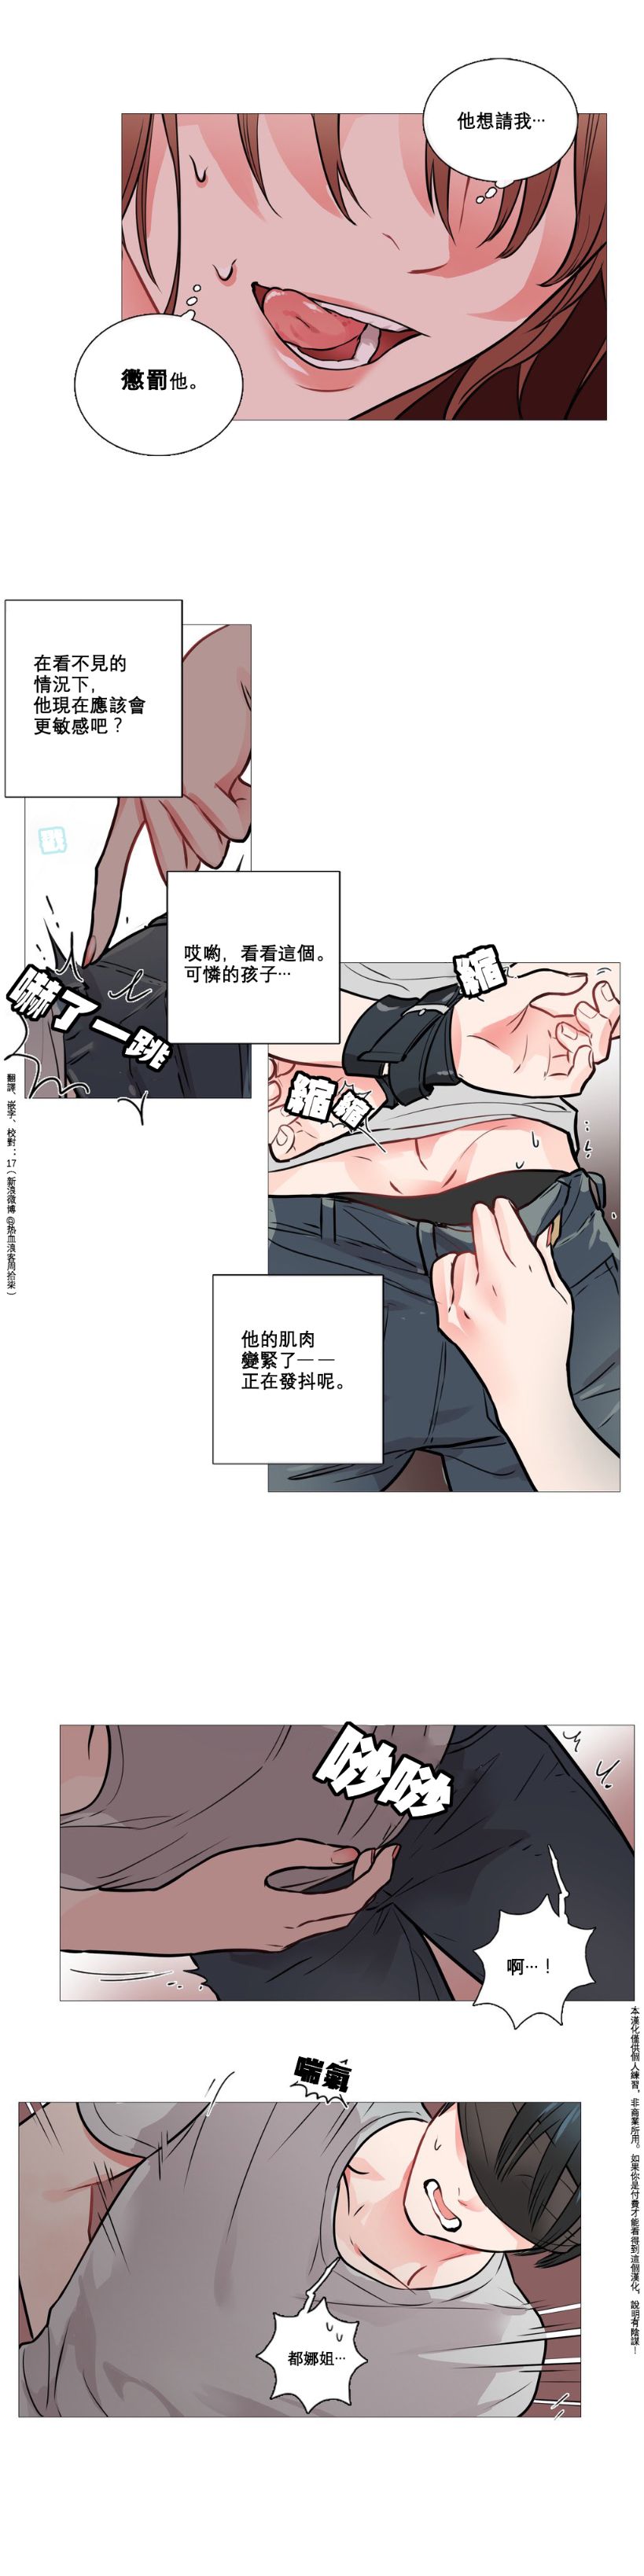 他想請我…
懲罰他。
在看不見的
情況下，
他現在應該會
更敏感吧？
哎喲，看看這個。
可憐的孩子…
嚇了一跳
縮
縮縮
翻譯、嵌字、校對：17（新浪微博@热血浪客周拾柒）
他的肌肉
變緊了——
正在發抖呢。
吵吵
啊…！
喘氣
都娜姐…
本漢化僅供個人練習，非商業所用。如果你是付費才能看得到這個漢化，說明有陰謀！